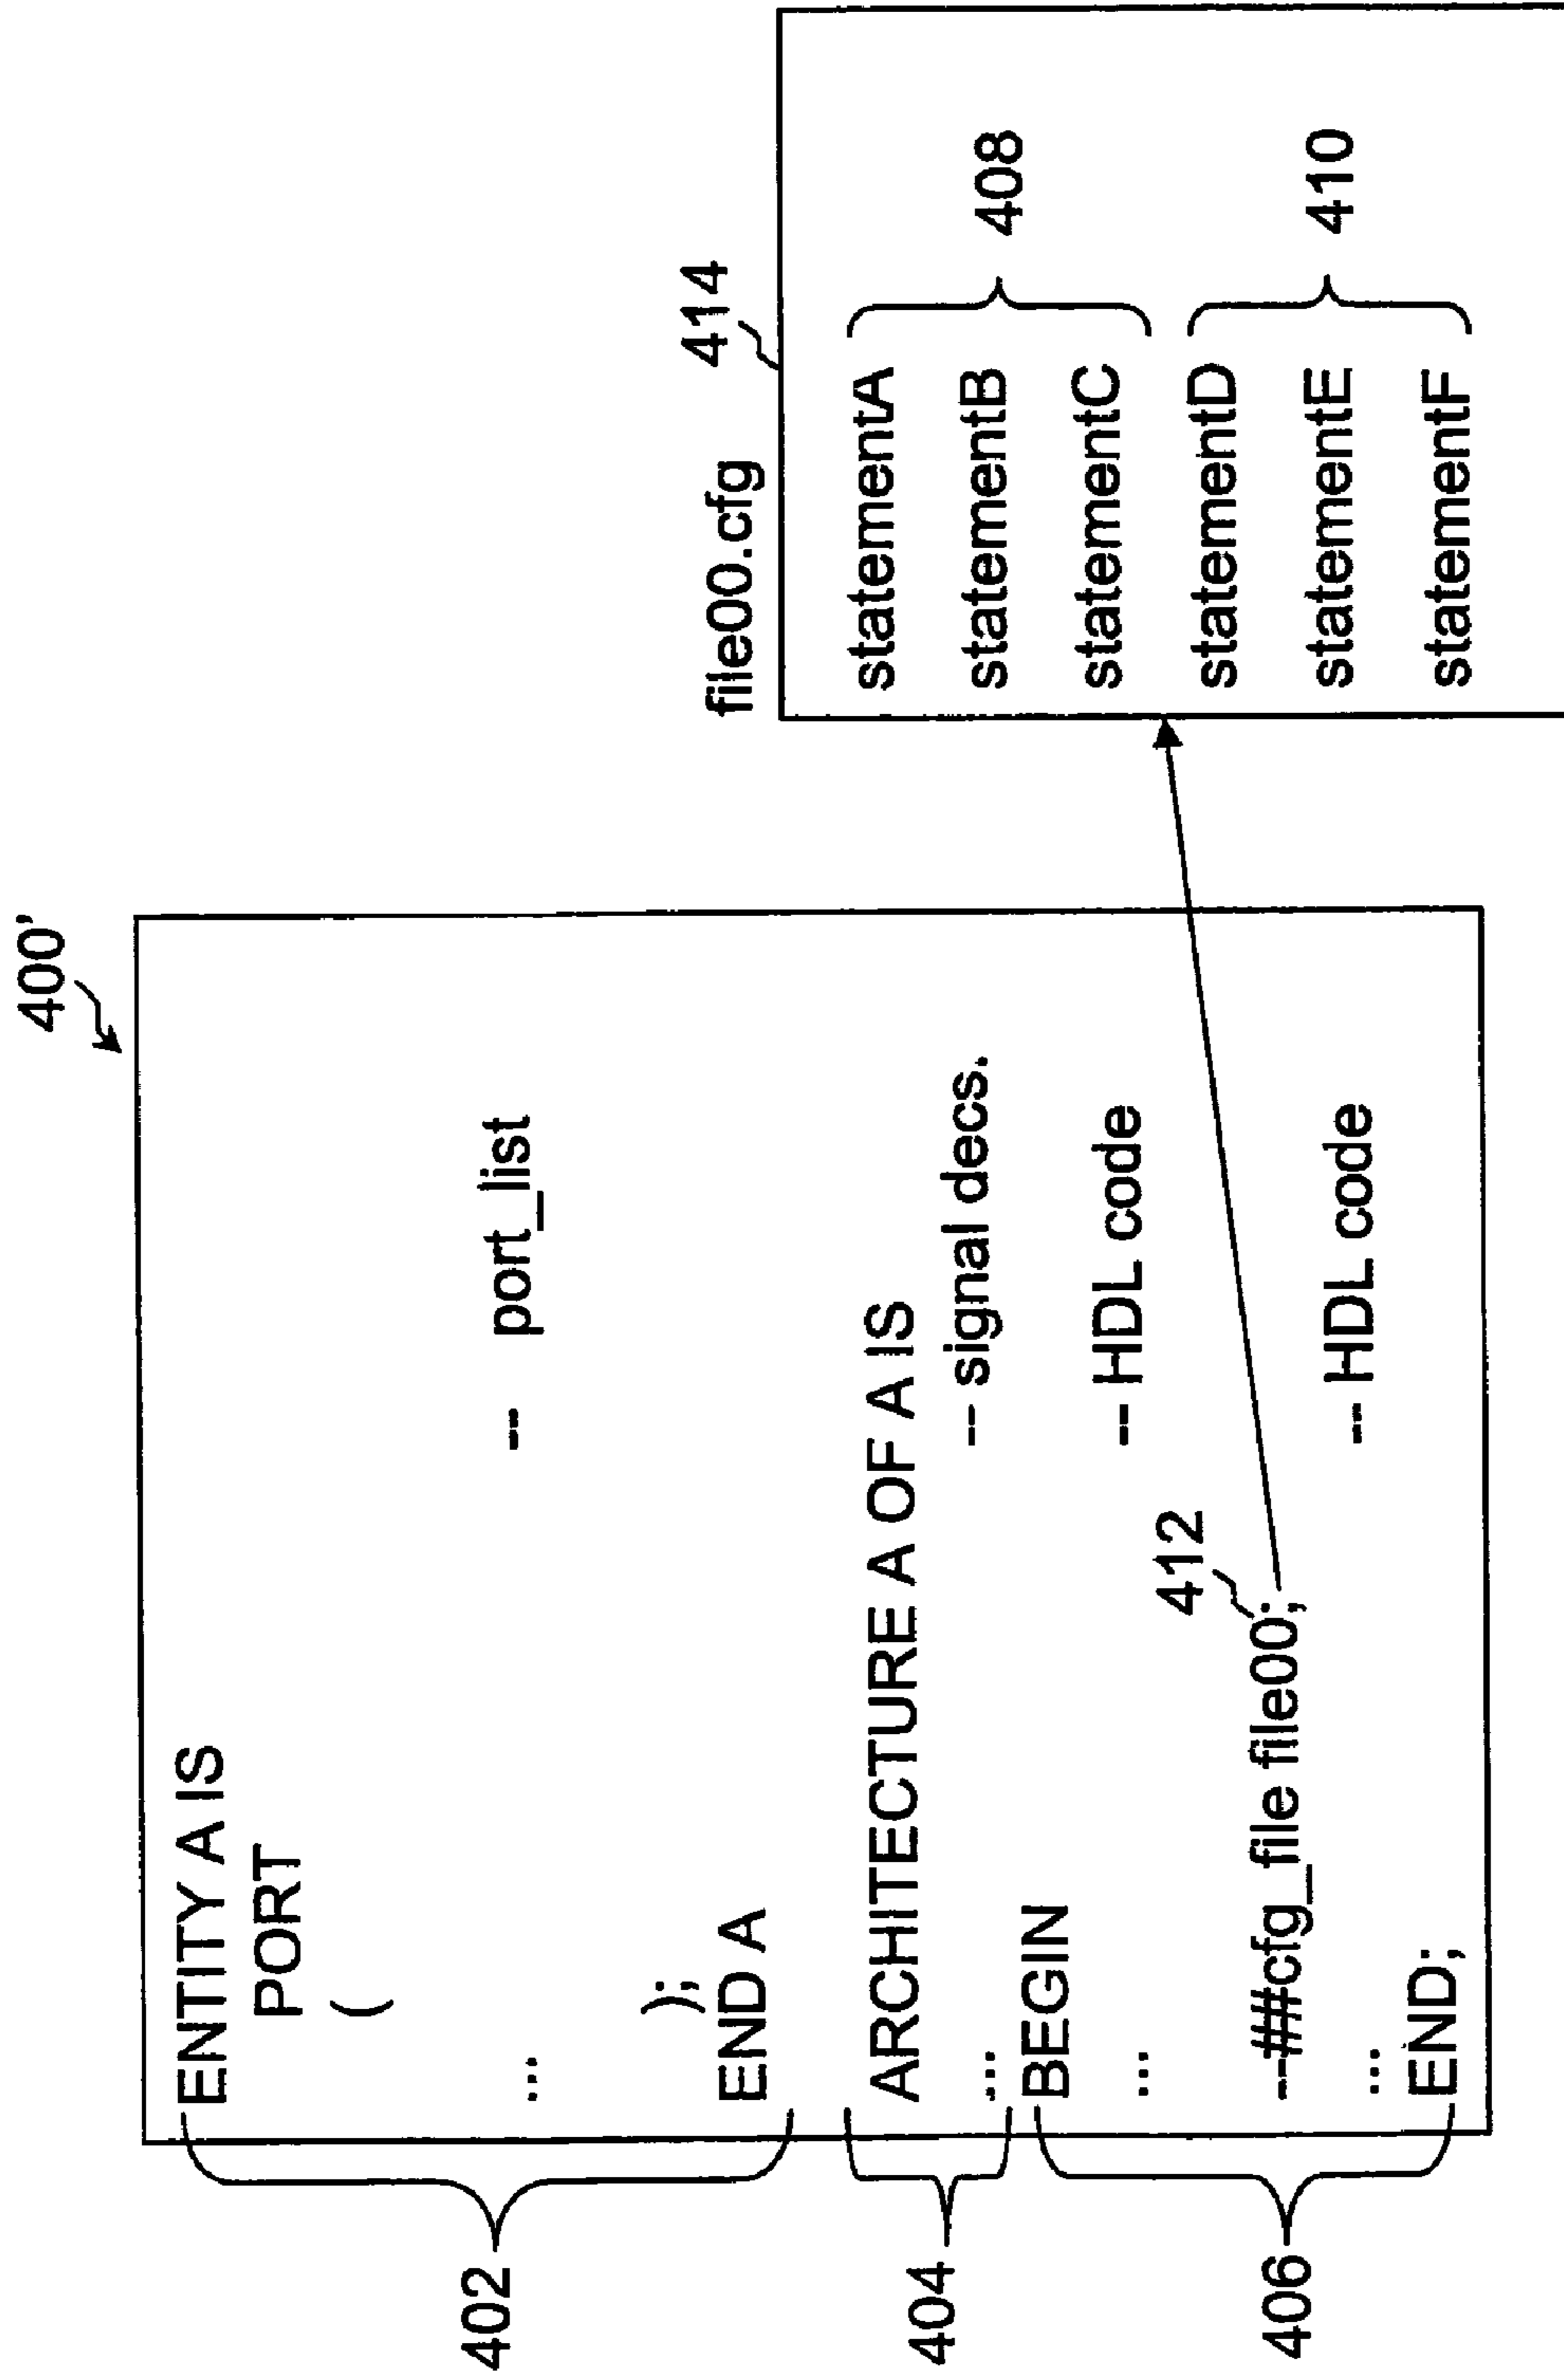 400'
ENTITY A IS
PORT
(
... -- port_list
);
END A
402
ARCHITECTURE A OF A IS
... -- signal decs.
404
BEGIN
... -- HDL code
412
--##cfg_file file00;
... -- HDL code
END;
406
file00.cfg
414
statementA
statementB
statementC
408
statementD
statementE
statementF
410